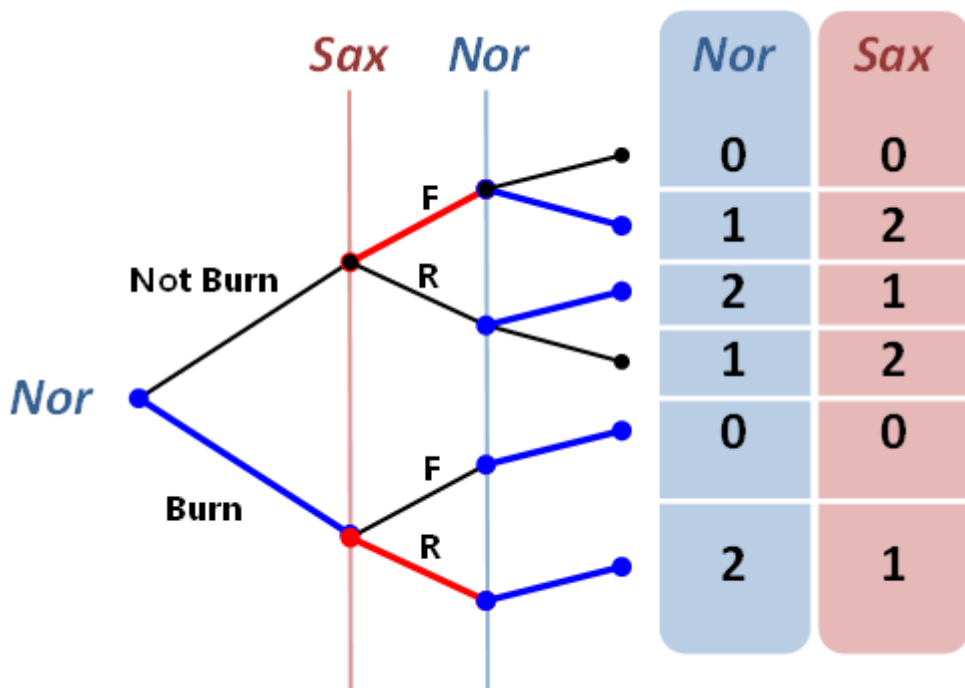 Sax Nor Nor Sax
0 0
F
1 2
Not Burn R
2 1
1 2
Nor
0 0
F
Burn
R
2 1